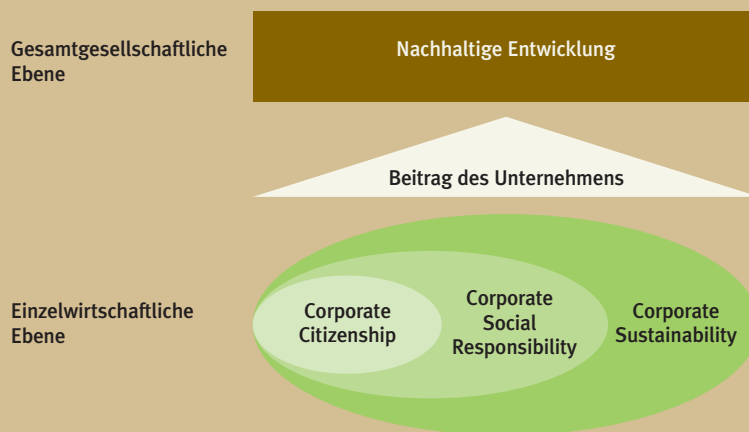 Gesamtgesellschaftliche
Ebene
Nachhaltige Entwicklung
Beitrag des Unternehmens
Einzelwirtschaftliche
Ebene
Corporate
Citizenship
Corporate
Social
Responsibility
Corporate
Sustainability